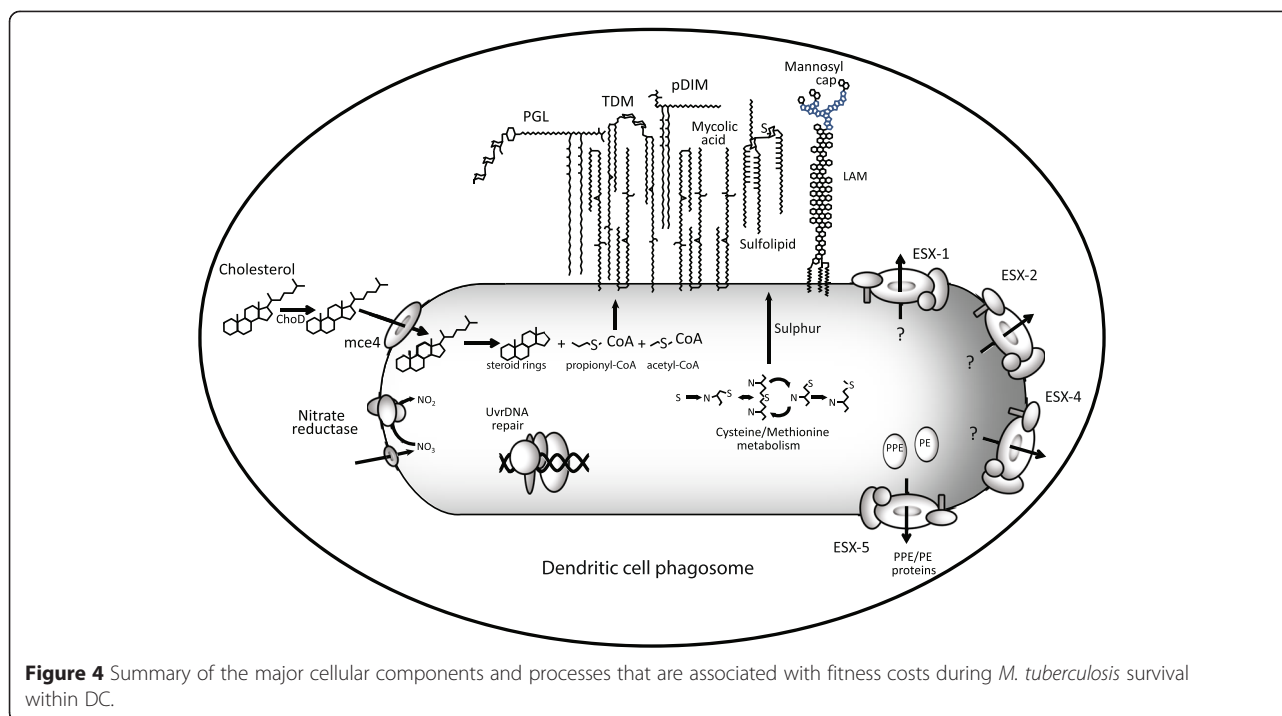 Mannosyl
cap
pDIM
TDM
PGL
Mycolic
acid
S
LAM
Sulfolipid
Cholesterol
ChoD
mce4
ESX-1
ESX-2
?
?
Sulphur
+ S CoA + S CoA
steroid rings propionyl-CoA acetyl-CoA
Nitrate
reductase
NO2
NO3
UvrDNA
repair
S N S N S N N S N S
Cysteine/Methionine
metabolism
ESX-4
?
PPE PE
ESX-5
PPE/PE
proteins
Dendritic cell phagosome
Figure 4 Summary of the major cellular components and processes that are associated with fitness costs during M. tuberculosis survival
within DC.